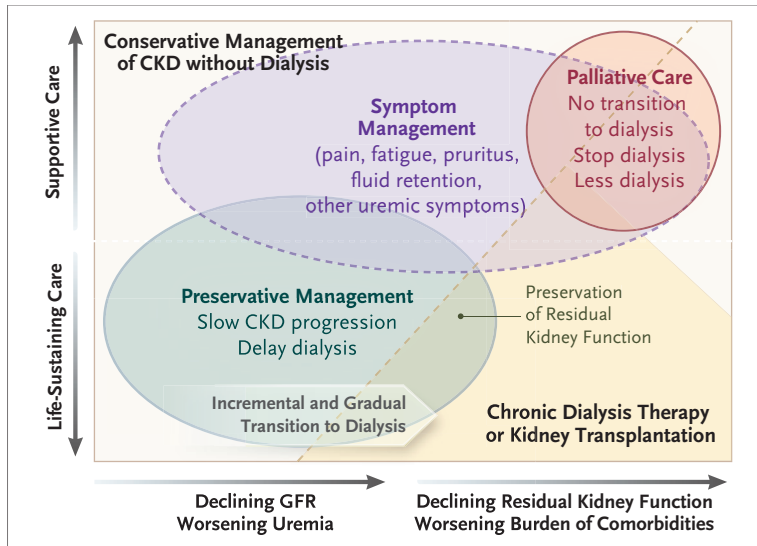 Conservative Management
of CKD without Dialysis
Supportive Care
Life-Sustaining Care
Symptom
Management
(pain, fatigue, pruritus,
fluid retention,
other uremic symptoms)
Palliative Care
No transition
to dialysis
Stop dialysis
Less dialysis
Preservative Management
Slow CKD progression
Delay dialysis
Preservation
of Residual
Kidney Function
Incremental and Gradual
Transition to Dialysis
Chronic Dialysis Therapy
or Kidney Transplantation
Declining GFR
Worsening Uremia
Declining Residual Kidney Function
Worsening Burden of Comorbidities